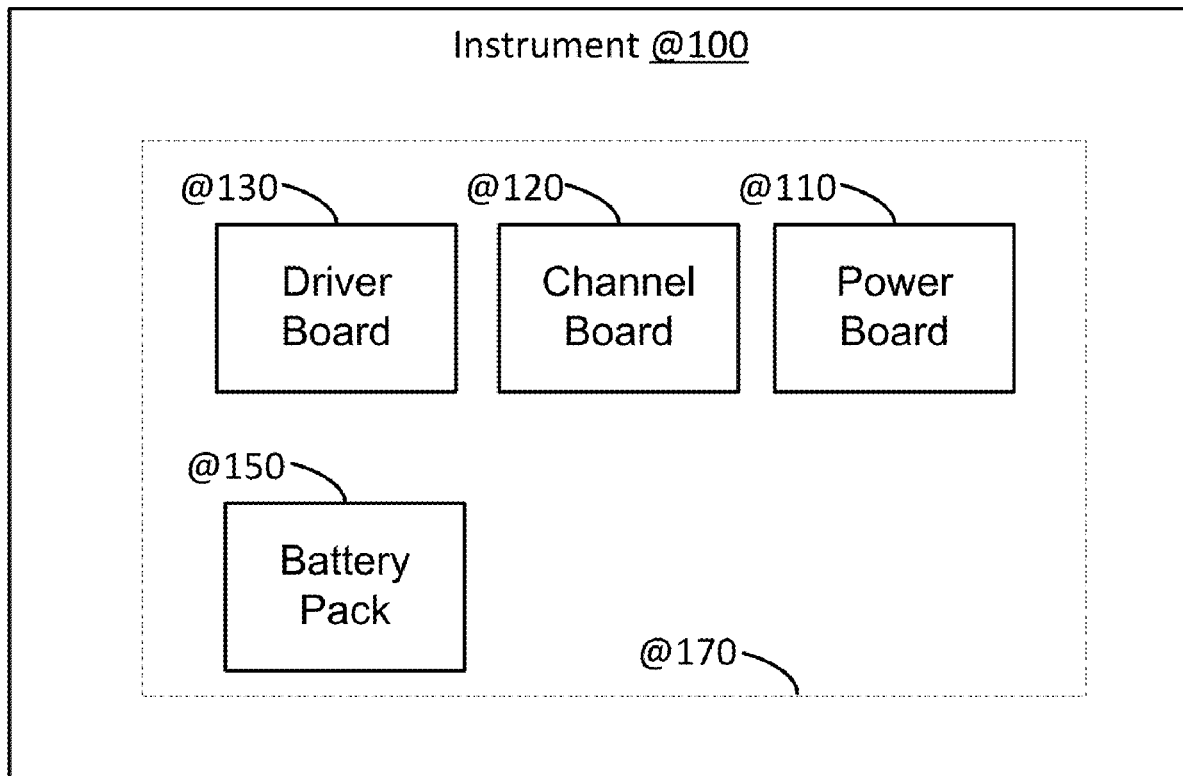 Instrument @100
@130
@120
@110
Driver
Board
Channel
Board
Power
Board
@150
Battery
Pack
@170